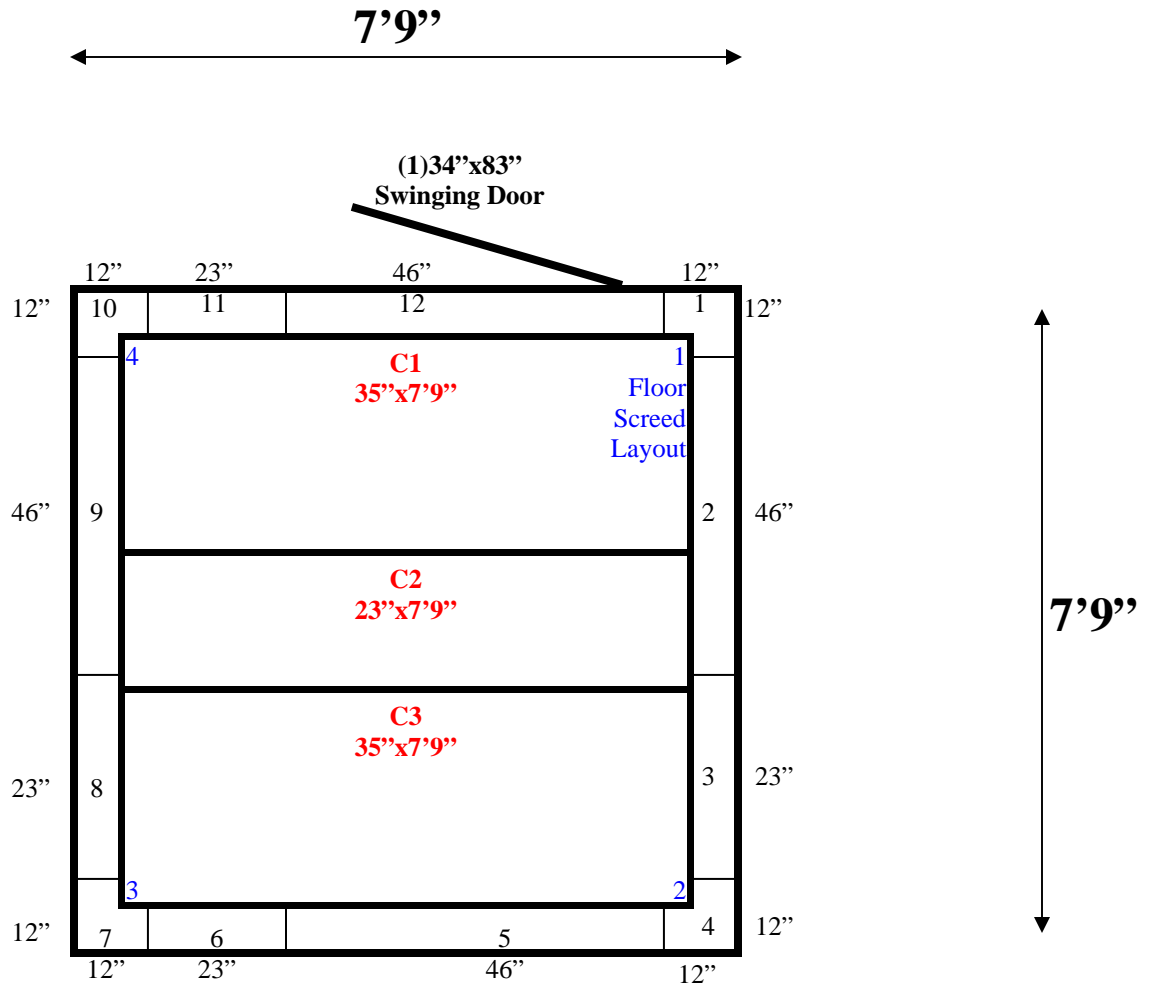 7’9”
(1)34”x83”
Swinging Door
12” 23” 46” 12”
12” 10 11 12 1 12”
4 C1 1
35”x7’9”
Floor
Screed
Layout
46” 9 2 46”
C2
23”x7’9”
7’9”
C3
35”x7’9”
23” 8 3 23”
3 2
12” 7 6 5 4 12”
12” 23” 46” 12”